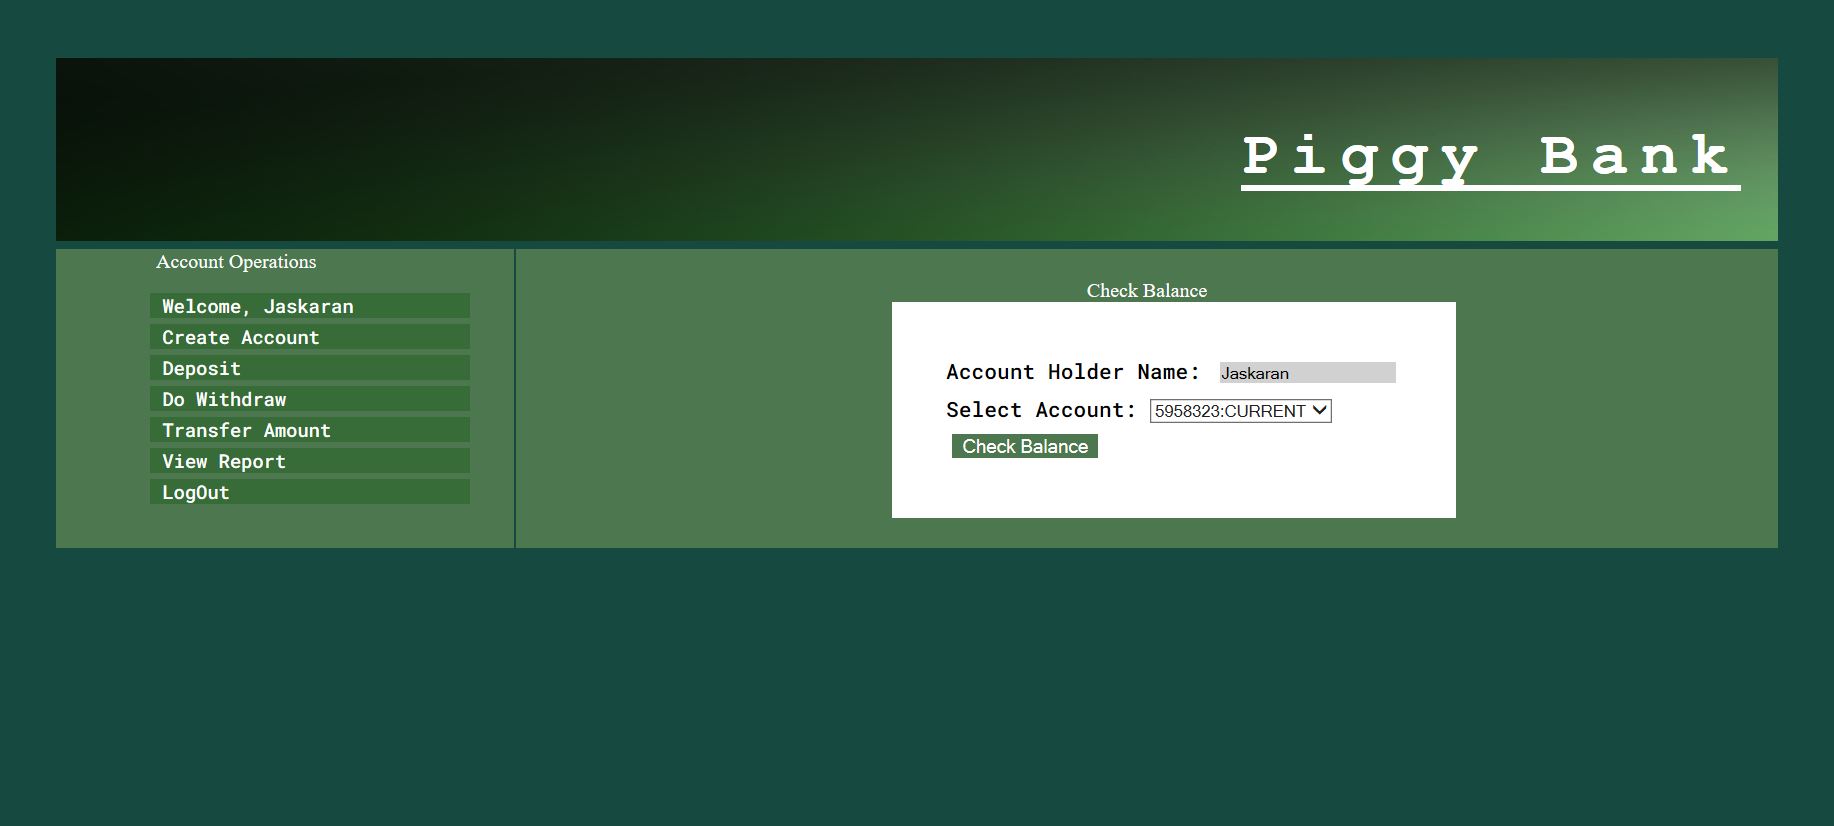 Piggy Bank
Account Operations
Welcome, Jaskaran
Create Account
Deposit
Do Withdraw
Transfer Amount
View Report
LogOut
Check Balance
Account Holder Name: Jaskaran
Select Account: 5958323:CURRENT
Check Balance